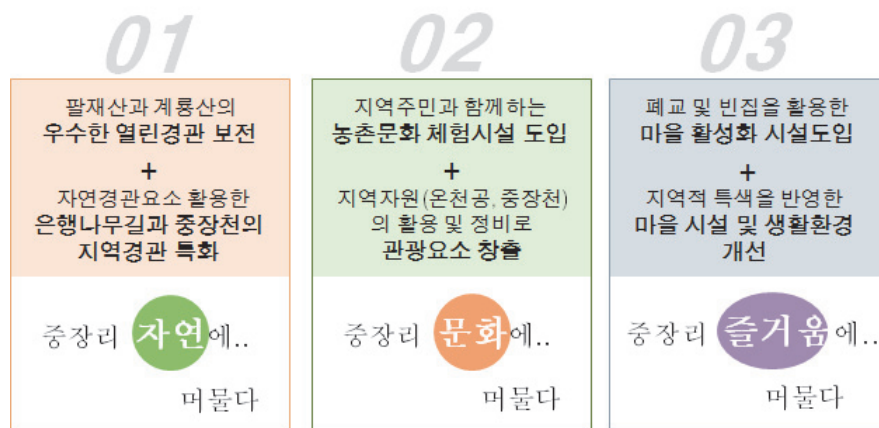 01
팔재산과 계룡산의
우수한 열린경관 보전
+
자연경관요소 활용한
은행나무길과 중장천의
지역경관 특화
중장리 자연에..
머물다
02
지역주민과 함께하는
농촌문화 체험시설 도입
+
지역자원(온천공, 중장천)
의 활용 및 정비로
관광요소 창출
중장리 문화에..
머물다
03
폐교 및 빈집을 활용한
마을 활성화 시설도입
+
지역적 특색을 반영한
마을 시설 및 생활환경
개선
중장리 즐거움에..
머물다